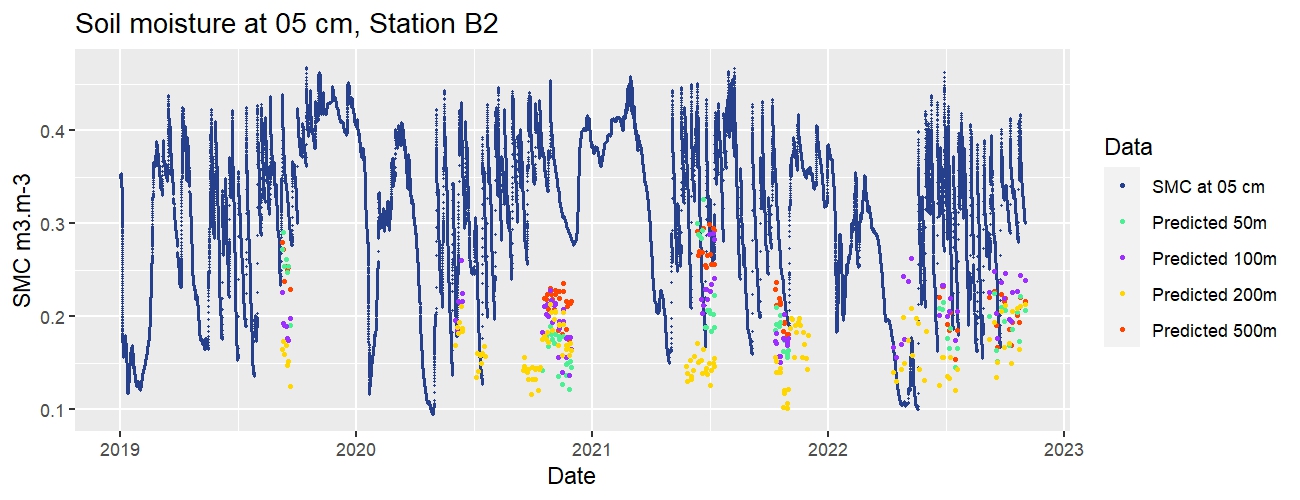 Soil moisture at 05 cm, Station B2
SMC m3.m-3
0.4
0.3
0.2
0.1
2019
2020
2021
2022
2023
Date
Data
SMC at 05 cm
Predicted 50m
Predicted 100m
Predicted 200m
Predicted 500m